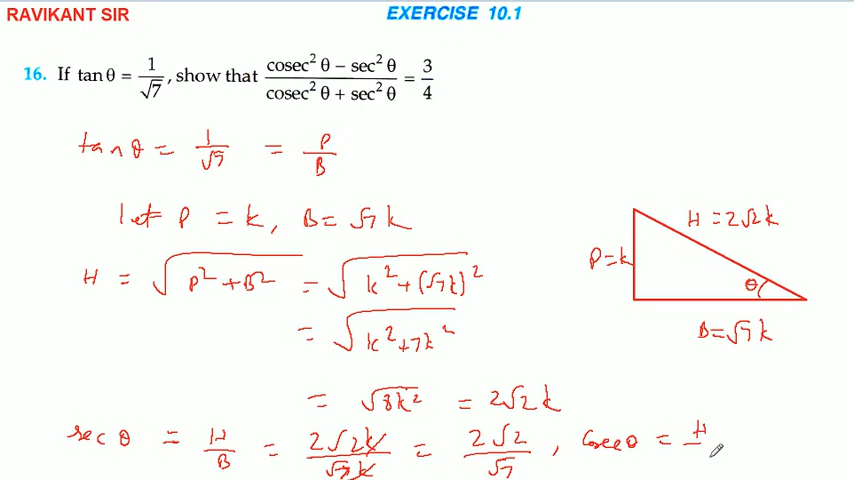 RAVIKANT SIR
EXERCISE 10.1
16. If tan θ = 1/√7, show that (cosec² θ − sec² θ)/(cosec² θ + sec² θ) = 3/4
tan θ = 1/√7 = P/B
let P = k, B = √7 k
H = √(P² + B²) = √(k² + (√7k)²)
= √(k² + 7k²)
= √8k² = 2√2 k
H = 2√2 k
P = k
θ
B = √7 k
sec θ = H/B = 2√2k/√7k = 2√2/√7, cosec θ = H/